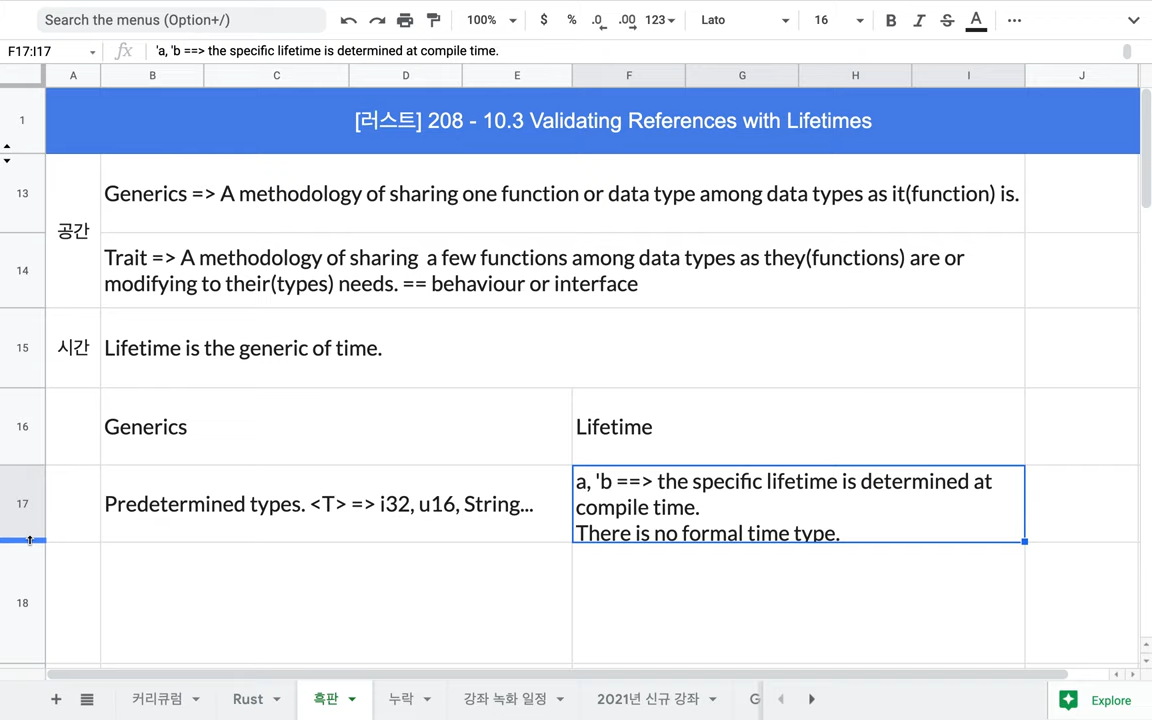 Search the menus (Option+/)
100%
$
%
.0
.00
123
Lato
16
B
I
S
A
F17:I17
fx
'a, 'b ==> the specific lifetime is determined at compile time.
A
B
C
D
E
F
G
H
I
J
1
[러스트] 208 - 10.3 Validating References with Lifetimes
13
공간
Generics => A methodology of sharing one function or data type among data types as it(function) is.
14
Trait => A methodology of sharing  a few functions among data types as they(functions) are or
modifying to their(types) needs. == behaviour or interface
15
시간
Lifetime is the generic of time.
16
Generics
Lifetime
17
Predetermined types. <T> => i32, u16, String...
a, 'b ==> the specific lifetime is determined at
compile time.
There is no formal time type.
18
커리큘럼
Rust
흑판
누락
강좌 녹화 일정
2021년 신규 강좌
G
Explore